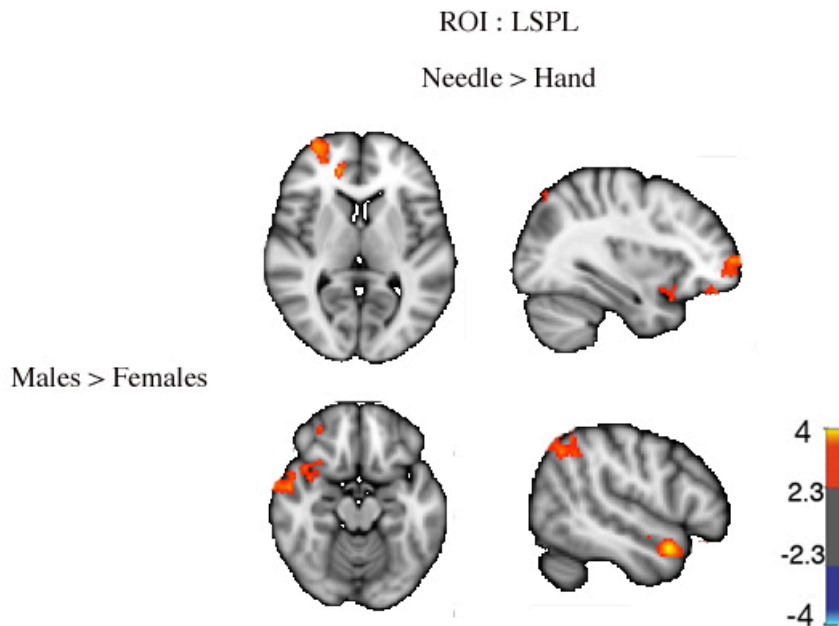 ROI : LSPL
Needle > Hand
Males > Females
4
2.3
-2.3
-4